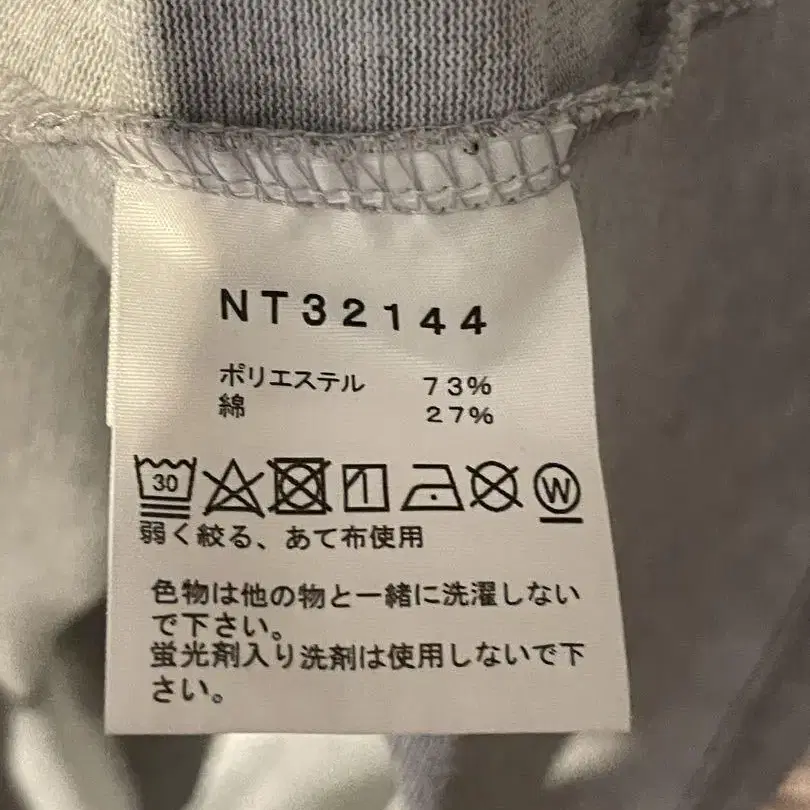 NT32144
ポリエステル 73%
綿 27%
30 W
弱く絞る、あて布使用
色物は他の物と一緒に洗濯しない
で下さい。
蛍光剤入り洗剤は使用しないで下
さい。